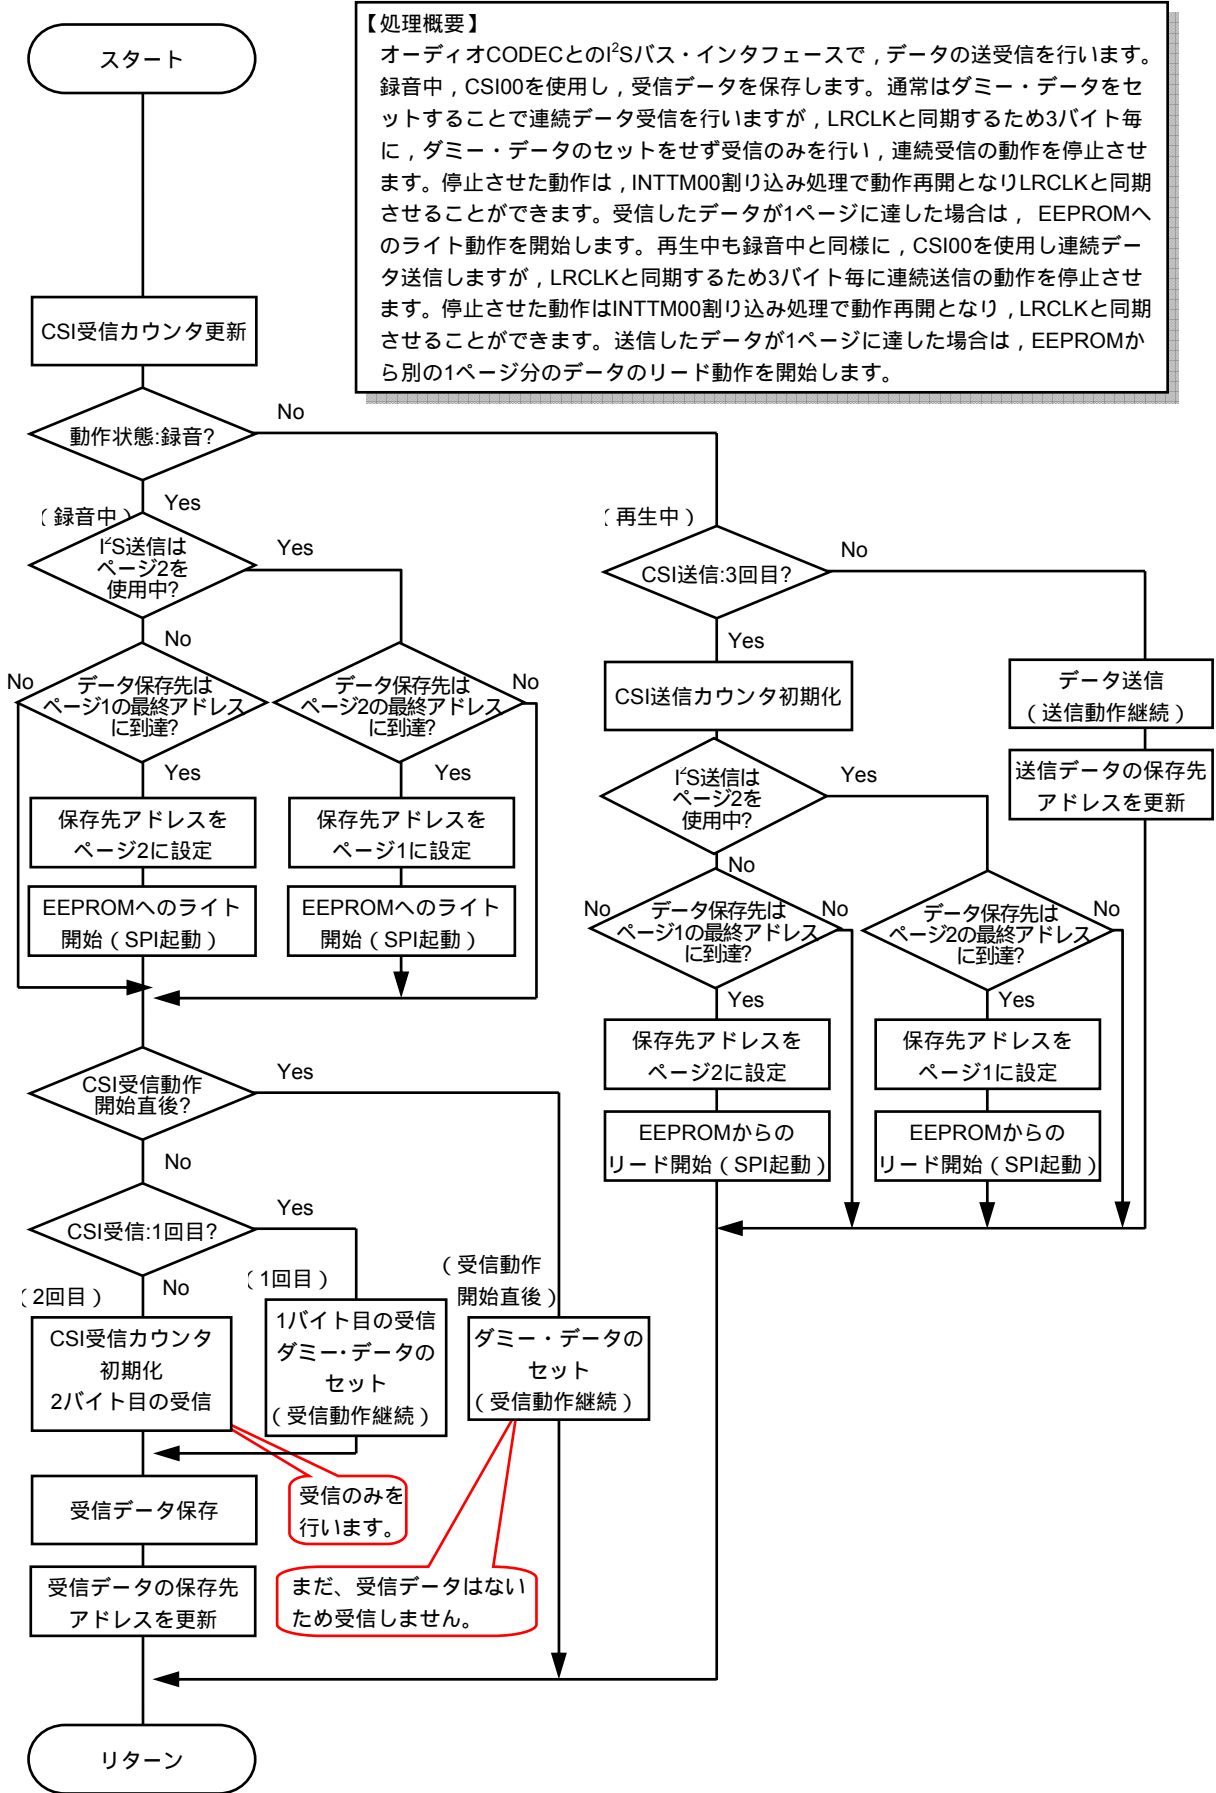 スタート
【処理概要】
オーディオCODECとのI²Sバス・インタフェースで，データの送受信を行います。
録音中，CSI00を使用し，受信データを保存します。通常はダミー・データをセ
ットすることで連続データ受信を行いますが，LRCLKと同期するため3バイト毎
に，ダミー・データのセットをせず受信のみを行い，連続受信の動作を停止させ
ます。停止させた動作は，INTTM00割り込み処理で動作再開となりLRCLKと同期
させることができます。受信したデータが1ページに達した場合は， EEPROMへ
のライト動作を開始します。再生中も録音中と同様に，CSI00を使用し連続デー
タ送信しますが，LRCLKと同期するため3バイト毎に連続送信の動作を停止させ
ます。停止させた動作はINTTM00割り込み処理で動作再開となり，LRCLKと同期
させることができます。送信したデータが1ページに達した場合は，EEPROMか
ら別の1ページ分のデータのリード動作を開始します。
CSI受信カウンタ更新
動作状態:録音?
No
Yes
（録音中）
I²S送信は
ページ2を
使用中?
Yes
No
No
データ保存先は
ページ1の最終アドレス
に到達?
Yes
データ保存先は
ページ2の最終アドレス
に到達?
No
Yes
保存先アドレスを
ページ2に設定
保存先アドレスを
ページ1に設定
EEPROMへのライト
開始（SPI起動）
EEPROMへのライト
開始（SPI起動）
CSI受信動作
開始直後?
Yes
No
CSI受信:1回目?
Yes
No
（2回目）
（1回目）
（受信動作
開始直後）
CSI受信カウンタ
初期化
2バイト目の受信
1バイト目の受信
ダミー・データの
セット
（受信動作継続）
ダミー・データの
セット
（受信動作継続）
受信のみを
行います。
まだ、受信データはない
ため受信しません。
受信データ保存
受信データの保存先
アドレスを更新
（再生中）
CSI送信:3回目?
No
Yes
CSI送信カウンタ初期化
データ送信
（送信動作継続）
送信データの保存先
アドレスを更新
I²S送信は
ページ2を
使用中?
Yes
No
No
データ保存先は
ページ1の最終アドレス
に到達?
No
Yes
データ保存先は
ページ2の最終アドレス
に到達?
No
Yes
保存先アドレスを
ページ2に設定
保存先アドレスを
ページ1に設定
EEPROMからの
リード開始（SPI起動）
EEPROMからの
リード開始（SPI起動）
リターン